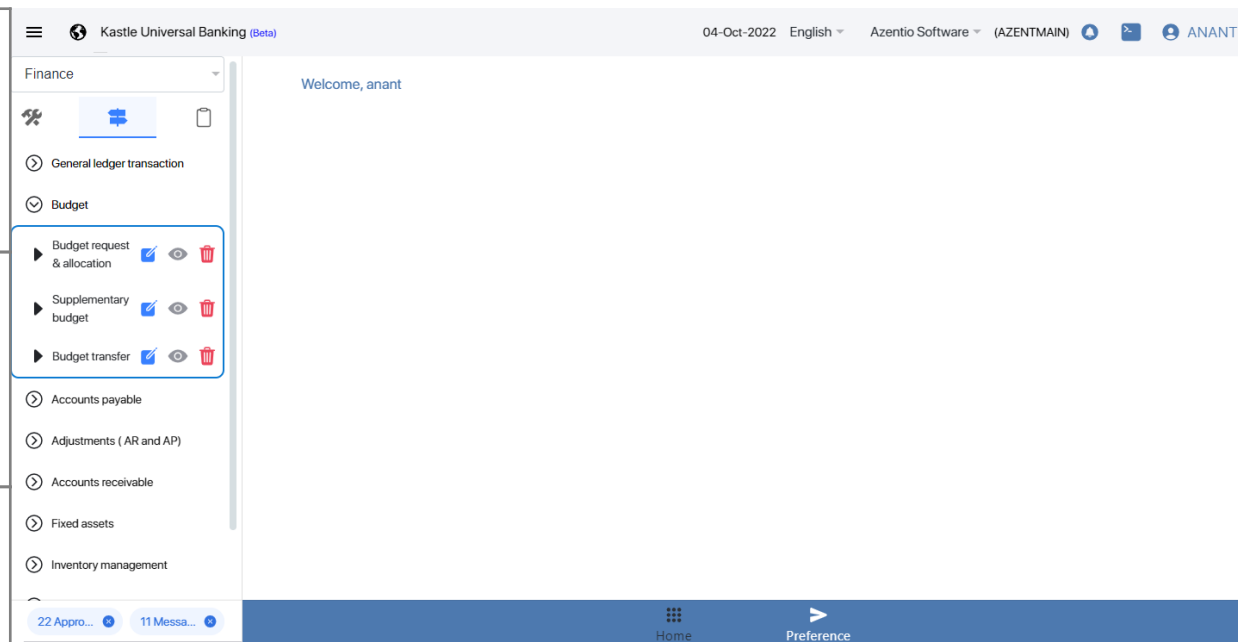 Kastle Universal Banking (Beta)
04-Oct-2022 English Azentio Software (AZENTMAIN) ANANT
Finance
Welcome, anant
General ledger transaction
Budget
Budget request
& allocation
Supplementary
budget
Budget transfer
Accounts payable
Adjustments ( AR and AP)
Accounts receivable
Fixed assets
Inventory management
22 Appro... 11 Messa...
Home Preference